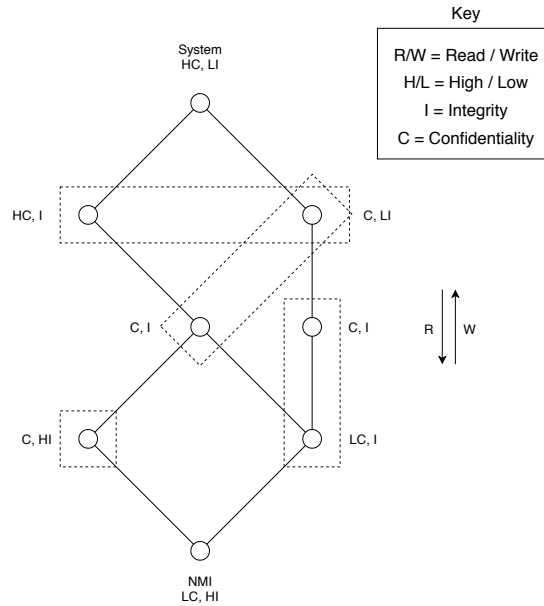 Key
R/W = Read / Write
H/L = High / Low
I = Integrity
C = Confidentiality
System
HC, LI
HC, I
C, LI
C, I
C, I
R
W
C, HI
LC, I
NMI
LC, HI